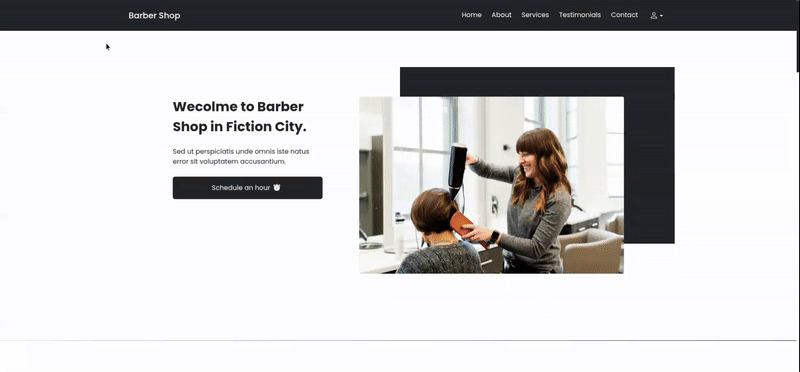 Barber Shop
Home About Services Testimonials Contact
Wecolme to Barber
Shop in Fiction City.
Sed ut perspiciatis unde omnis iste natus
error sit voluptatem accusantium.
Schedule an hour